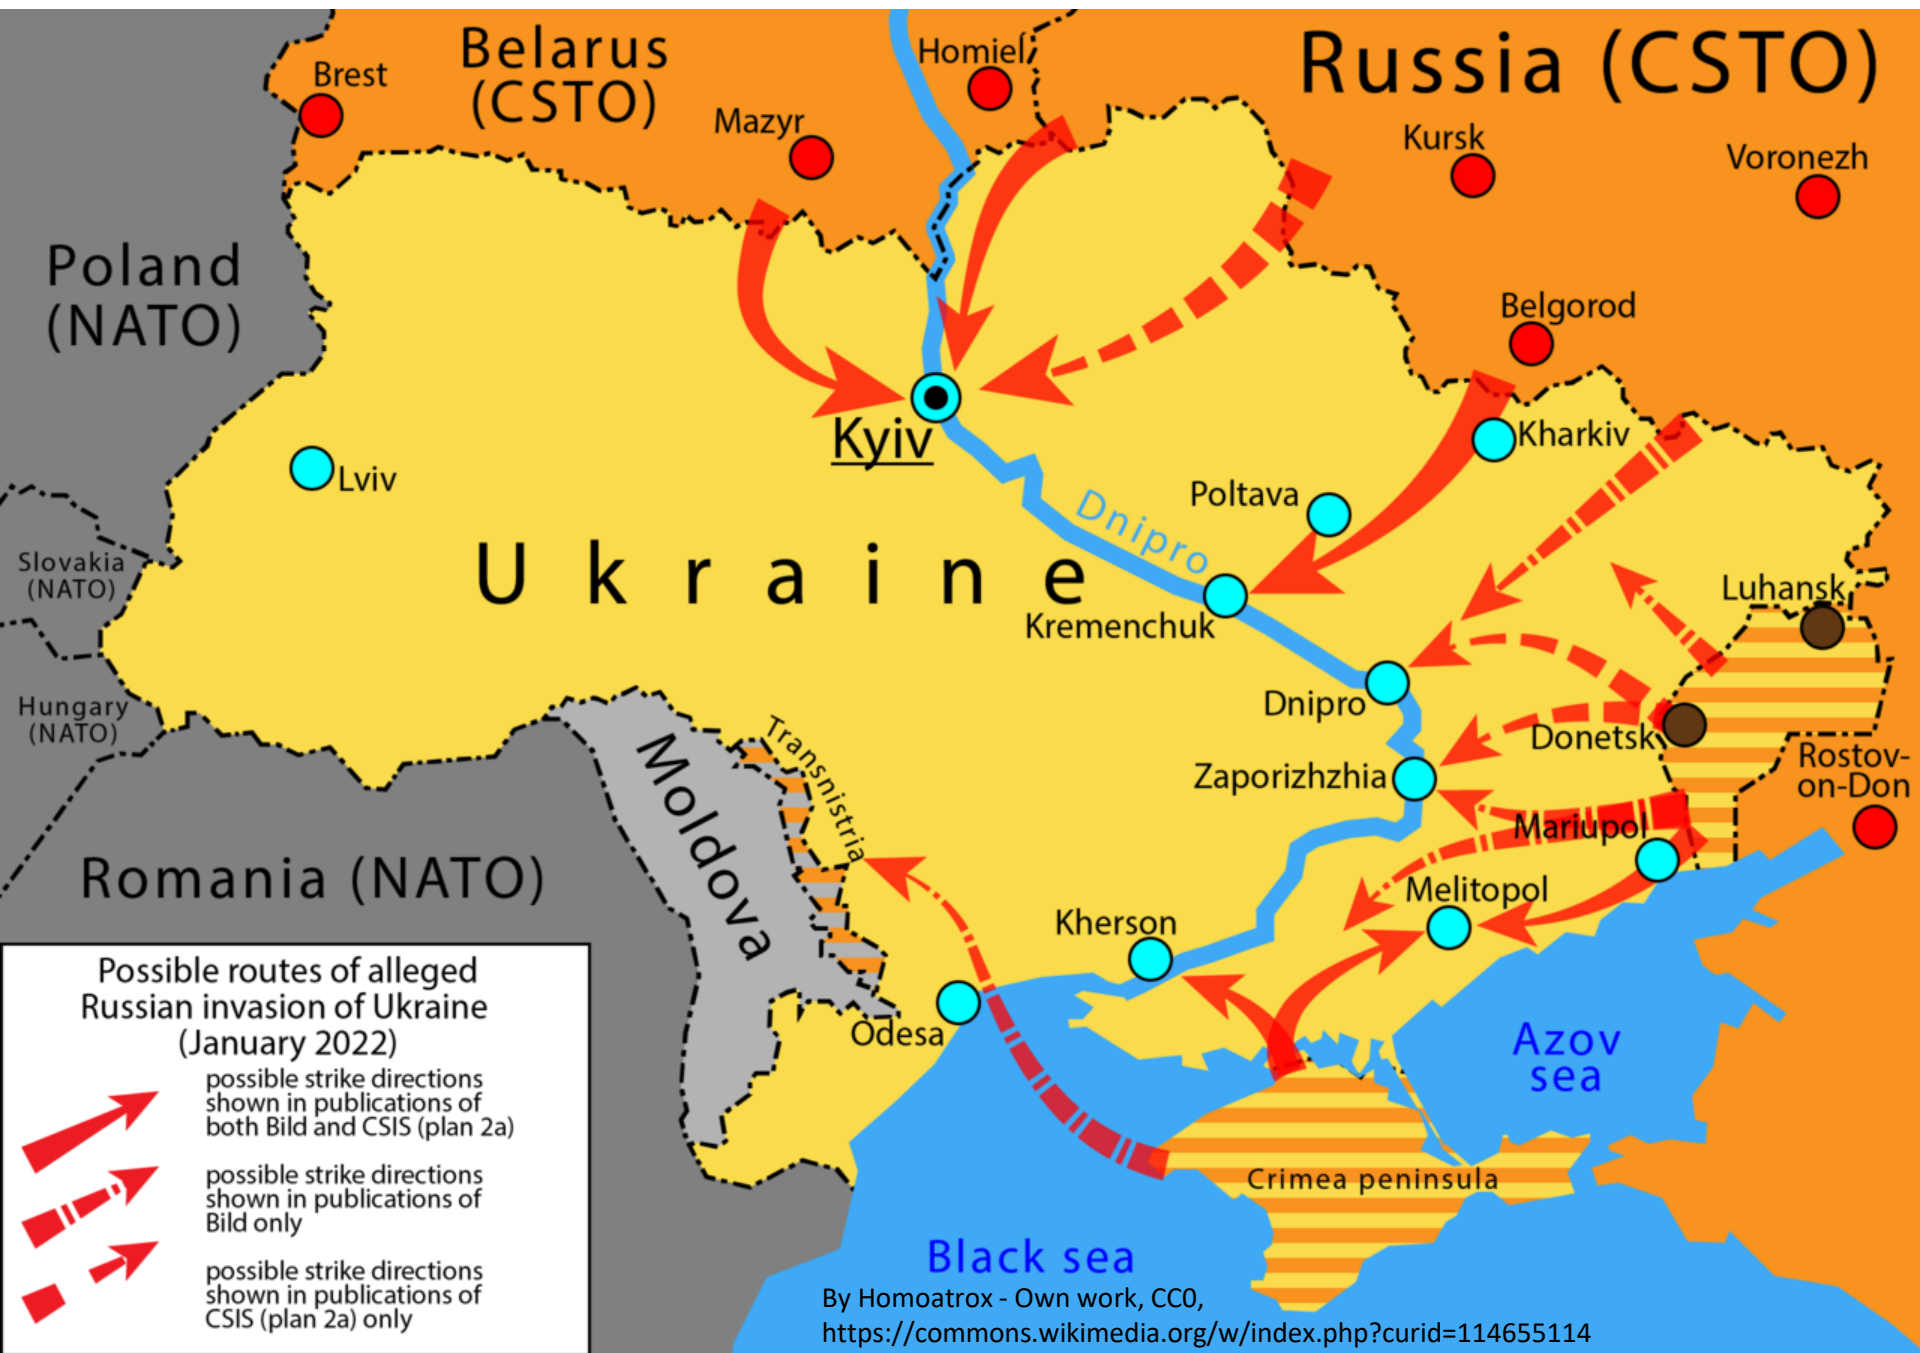 Belarus
(CSTO)
Homiel
Russia (CSTO)
Brest
Mazyr
Kursk
Voronezh
Poland
(NATO)
Belgorod
Kyiv
Kharkiv
Lviv
Poltava
Dnipro
Ukraine
Slovakia
(NATO)
Luhansk
Kremenchuk
Hungary
(NATO)
Dnipro
Donetsk
Transnistria
Moldova
Zaporizhzhia
Rostov-
on-Don
Mariupol
Romania (NATO)
Melitopol
Kherson
Odesa
Azov
sea
Crimea peninsula
Black sea
Possible routes of alleged
Russian invasion of Ukraine
(January 2022)
possible strike directions
shown in publications of
both Bild and CSIS (plan 2a)
possible strike directions
shown in publications of
Bild only
possible strike directions
shown in publications of
CSIS (plan 2a) only
By Homoatrox - Own work, CC0,
https://commons.wikimedia.org/w/index.php?curid=114655114